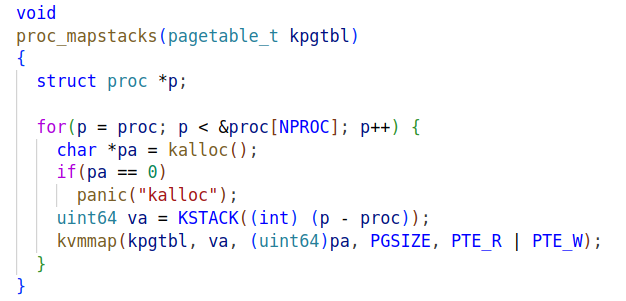 void
proc_mapstacks(pagetable_t kpgtbl)
{
  struct proc *p;

  for(p = proc; p < &proc[NPROC]; p++) {
    char *pa = kalloc();
    if(pa == 0)
      panic("kalloc");
    uint64 va = KSTACK((int) (p - proc));
    kvmmap(kpgtbl, va, (uint64)pa, PGSIZE, PTE_R | PTE_W);
  }
}